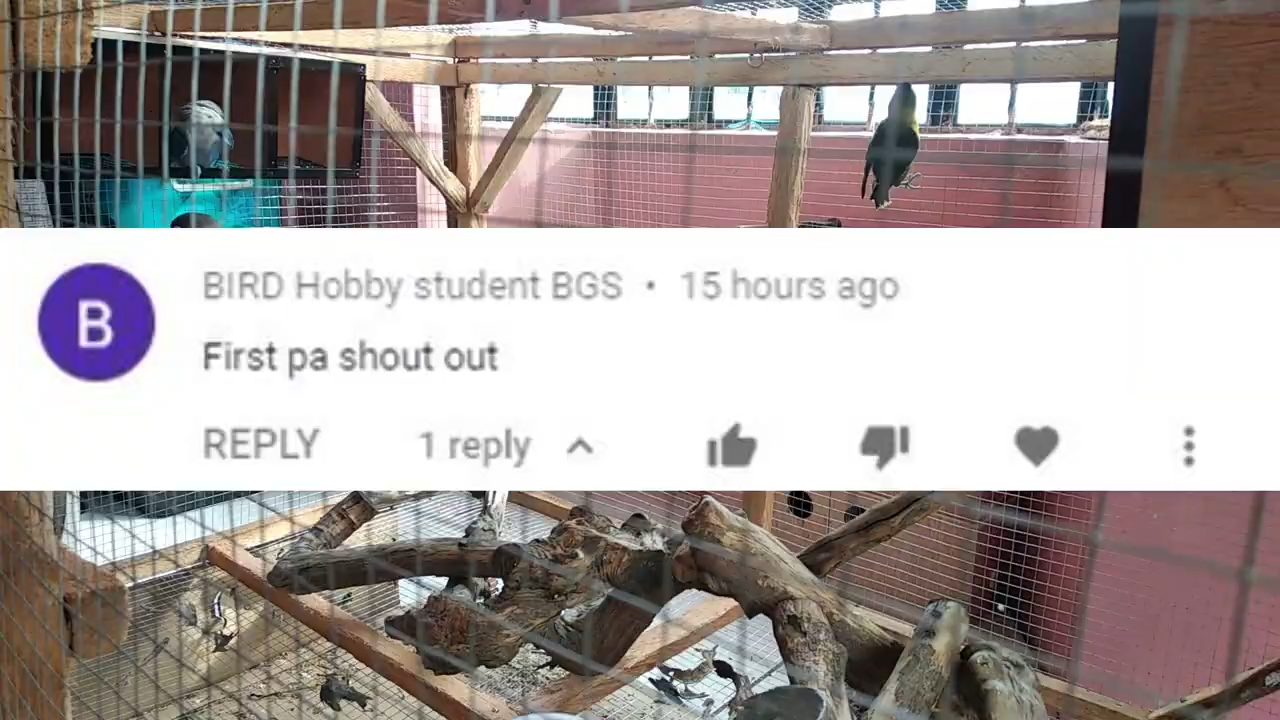 B
BIRD Hobby student BGS • 15 hours ago
First pa shout out
REPLY 1 reply